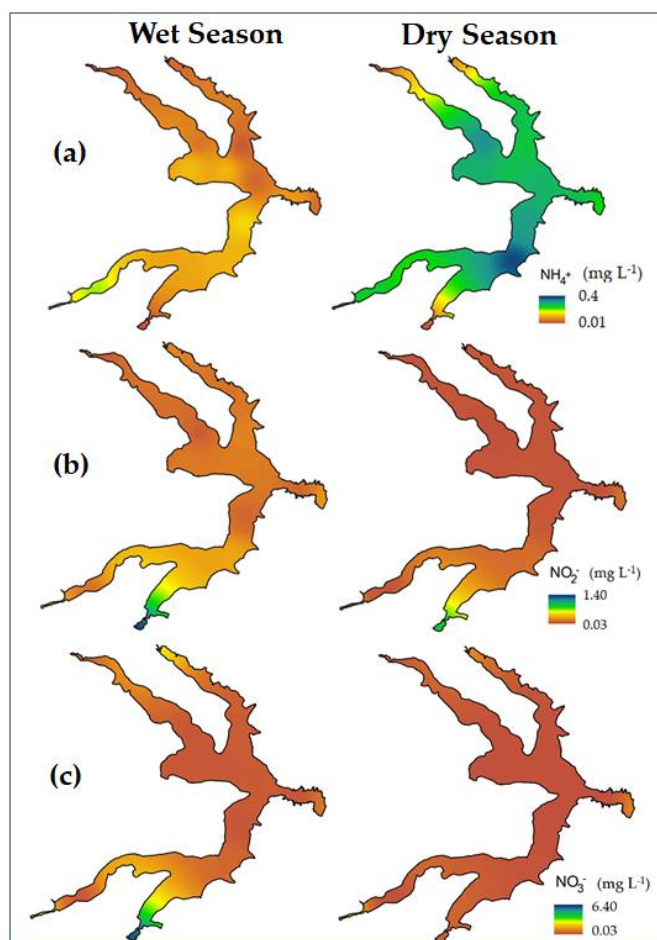 Wet Season Dry Season
(a)
NH₄⁺ (mg L⁻¹)
0.4
0.01
(b)
NO₂⁻ (mg L⁻¹)
1.40
0.03
(c)
NO₃⁻ (mg L⁻¹)
6.40
0.03